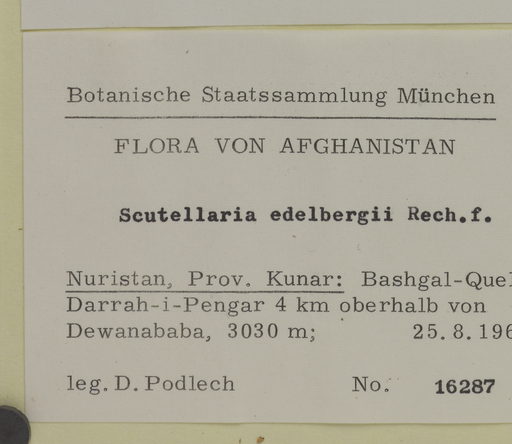 Botanische Staatssammlung München
FLORA VON AFGHANISTAN
Scutellaria edelbergii Rech.f.
Nuristan, Prov. Kunar: Bashgal-Quel
Darrah-i-Pengar 4 km oberhalb von
Dewanababa, 3030 m; 25.8.196
leg. D. Podlech No. 16287